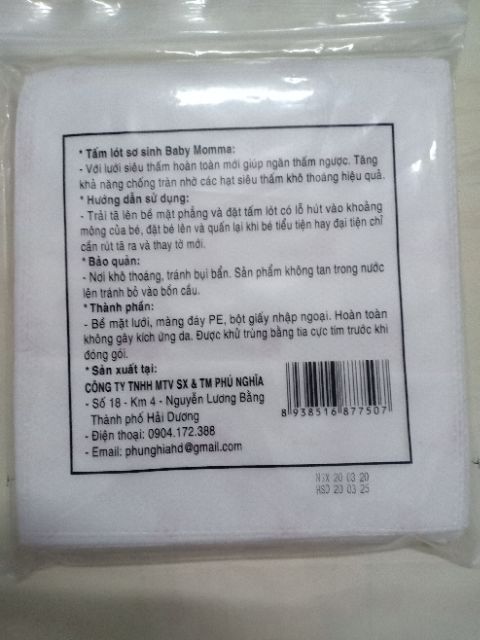 * Tấm lót sơ sinh Baby Momma:
- Với lưới siêu thấm hoàn toàn mới giúp ngăn thấm ngược. Tăng
khả năng chống tràn nhờ các hạt siêu thấm khô thoáng hiệu quả.
* Hướng dẫn sử dụng:
- Trải tã lên bề mặt phẳng và đặt tấm lót có lỗ hút vào khoảng
mông của bé, đặt bé lên và quấn lại khi bé tiểu tiện hay đại tiện chỉ
cần rút tã ra và thay tờ mới.
* Bảo quản:
- Nơi khô thoáng, tránh bụi bẩn. Sản phẩm không tan trong nước
lên tránh bỏ vào bồn cầu.
* Thành phần:
- Bề mặt lưới, màng đáy PE, bột giấy nhập ngoại. Hoàn toàn
không gây kích ứng da. Được khử trùng bằng tia cực tím trước khi
đóng gói.
* Sản xuất tại:
CÔNG TY TNHH MTV SX & TM PHÚ NGHĨA
- Số 18 - Km 4 - Nguyễn Lương Bằng
Thành phố Hải Dương
- Điện thoại: 0904.172.388
- Email: phunghiahd@gmail.com
8 938516 877507
NSX 20 03 20
HSD 20 03 25